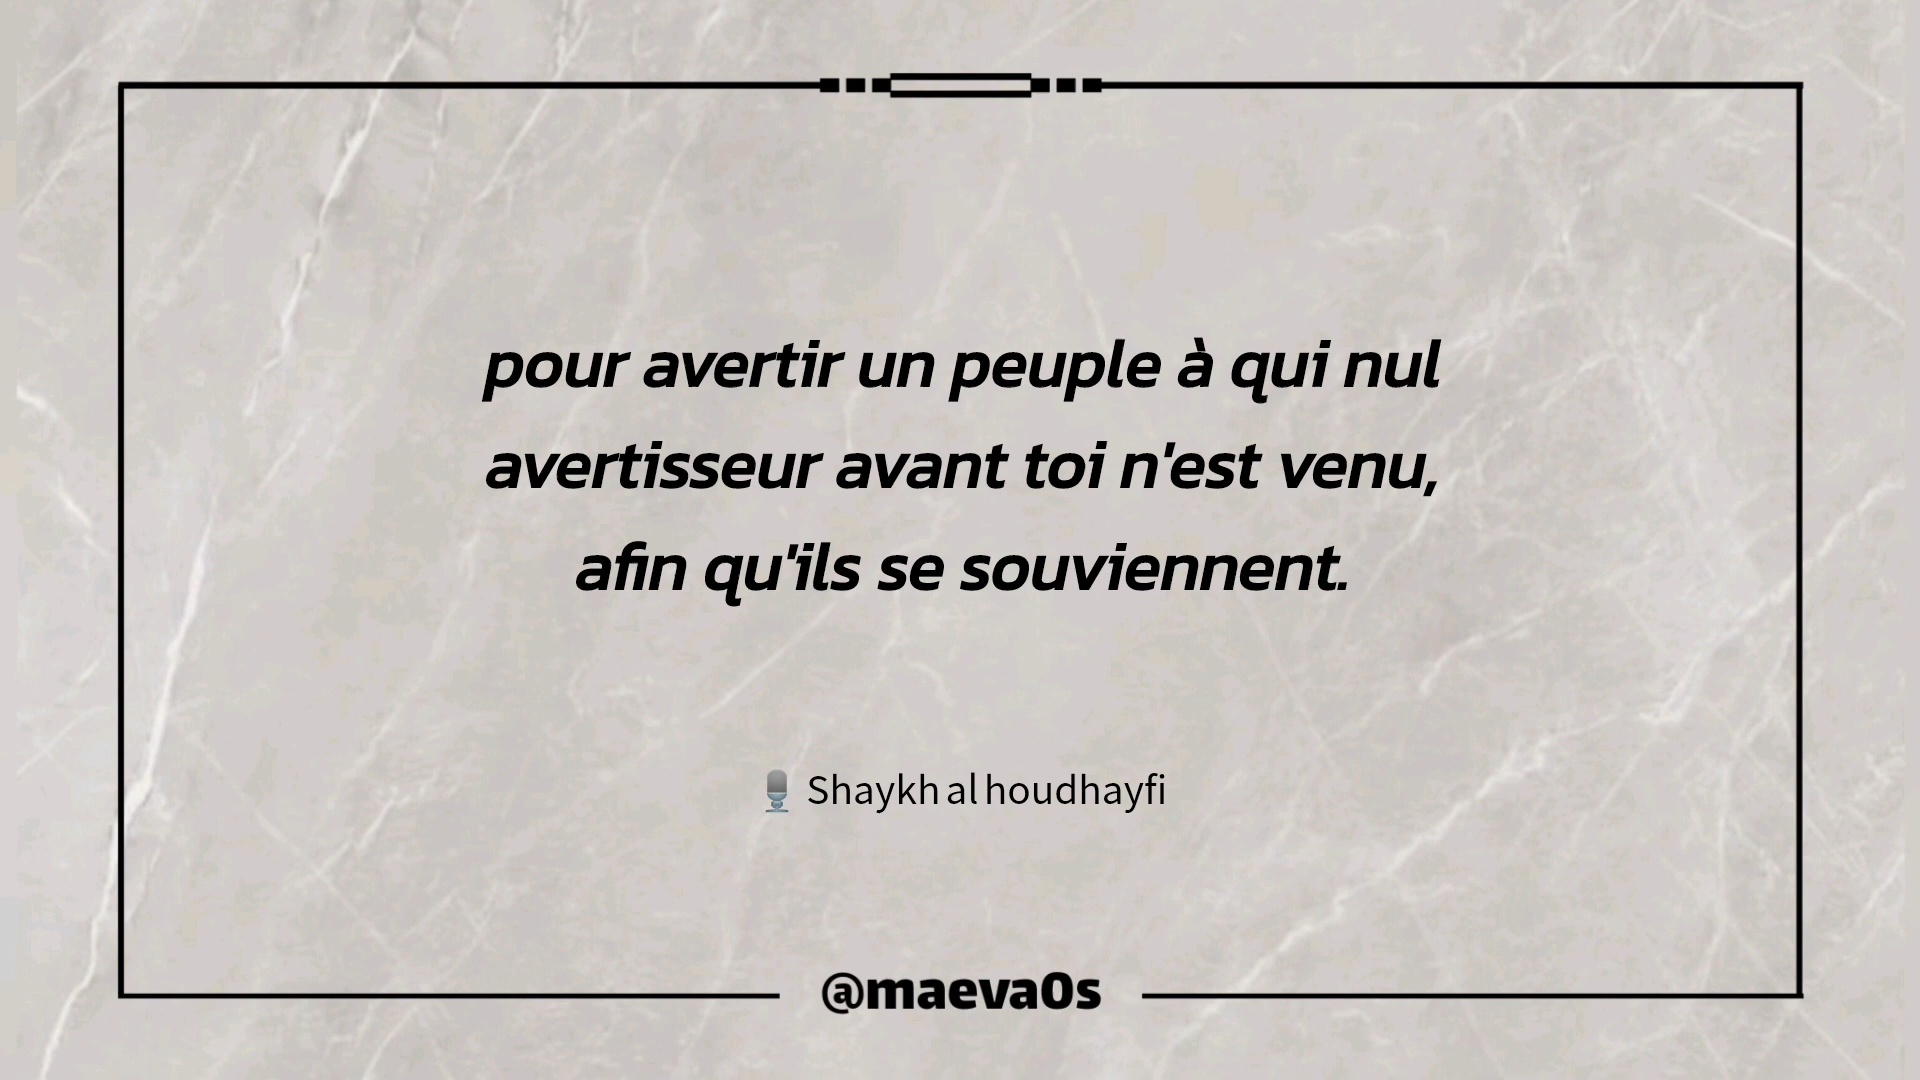 pour avertir un peuple à qui nul
avertisseur avant toi n'est venu,
afin qu'ils se souviennent.
🎙️ Shaykh al houdhayfi
@maeva0s